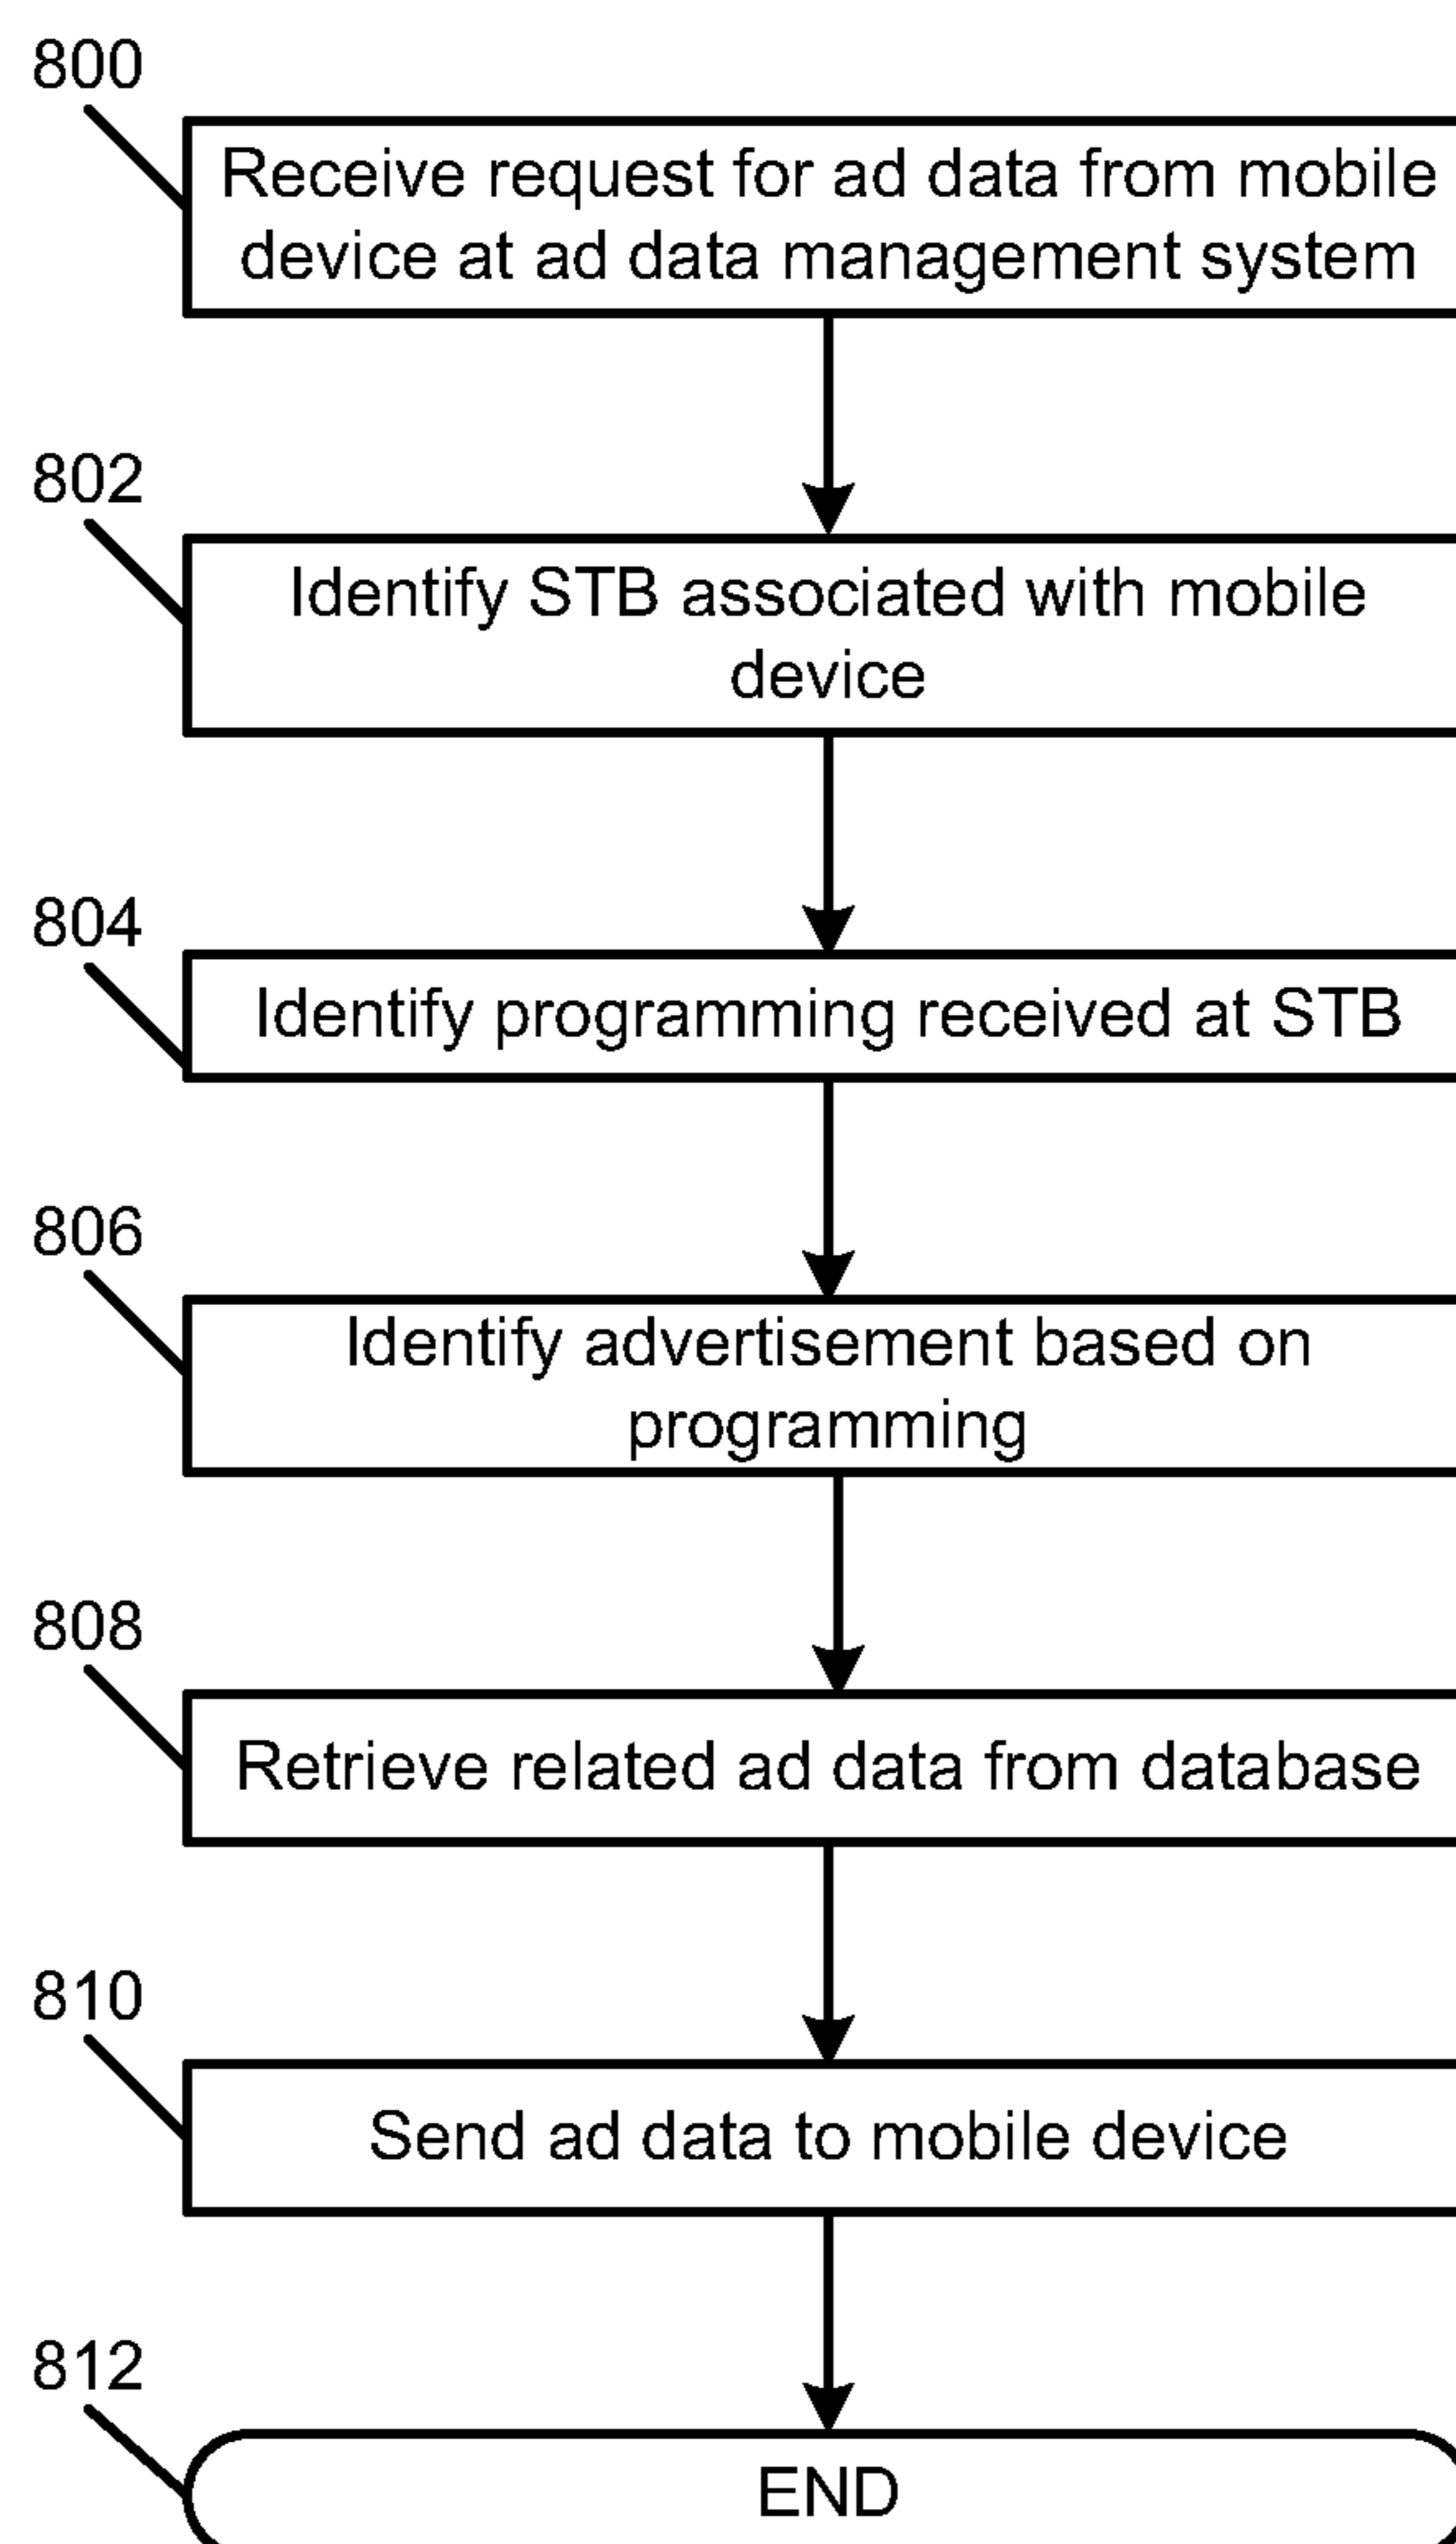 800
Receive request for ad data from mobile
device at ad data management system
802
Identify STB associated with mobile
device
804
Identify programming received at STB
806
Identify advertisement based on
programming
808
Retrieve related ad data from database
810
Send ad data to mobile device
812
END